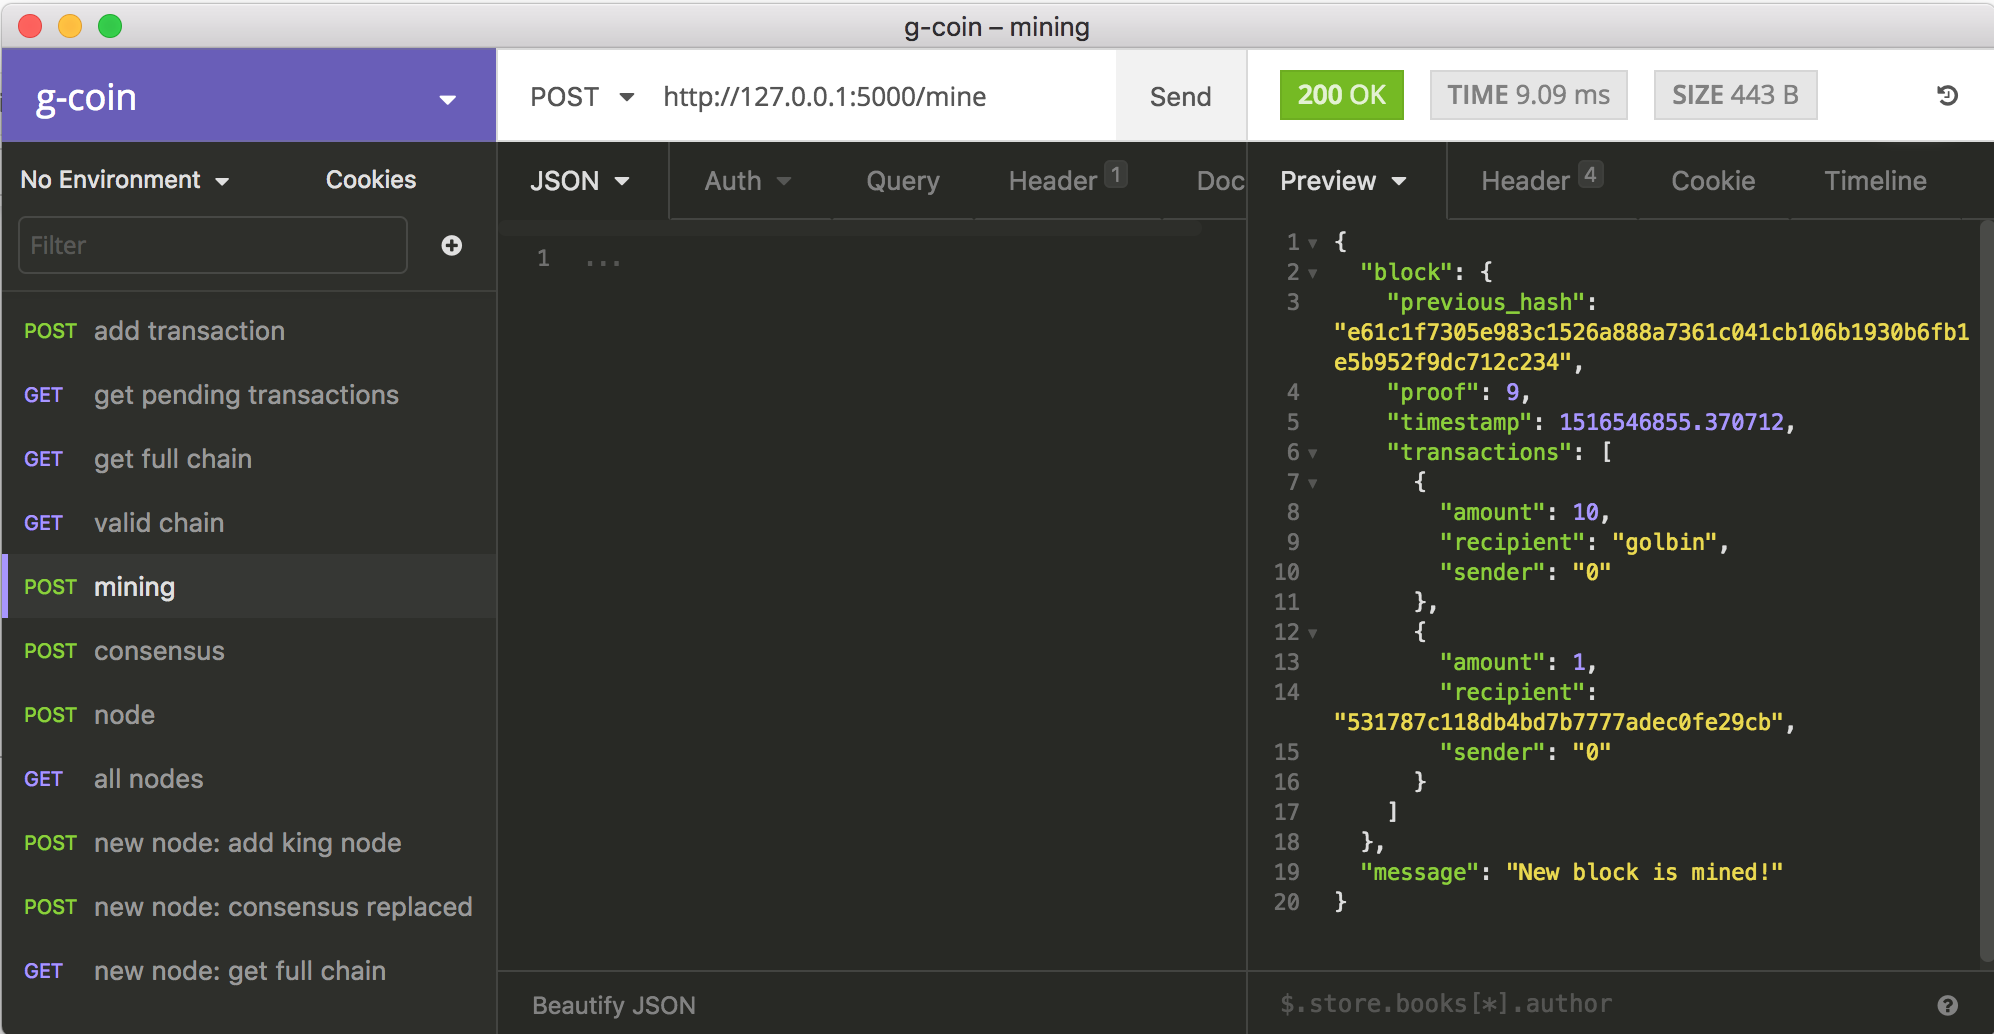 g-coin – mining
g-coin
POST http://127.0.0.1:5000/mine Send
200 OK TIME 9.09 ms SIZE 443 B
No Environment Cookies
Filter
POST add transaction
GET get pending transactions
GET get full chain
GET valid chain
POST mining
POST consensus
POST node
GET all nodes
POST new node: add king node
POST new node: consensus replaced
GET new node: get full chain
JSON Auth Query Header 1 Doc
1 ...
Beautify JSON
Preview Header 4 Cookie Timeline
1 {
2 "block": {
3 "previous_hash":
"e61c1f7305e983c1526a888a7361c041cb106b1930b6fb1
e5b952f9dc712c234",
4 "proof": 9,
5 "timestamp": 1516546855.370712,
6 "transactions": [
7 {
8 "amount": 10,
9 "recipient": "golbin",
10 "sender": "0"
11 },
12 {
13 "amount": 1,
14 "recipient":
"531787c118db4bd7b7777adec0fe29cb",
15 "sender": "0"
16 }
17 ]
18 },
19 "message": "New block is mined!"
20 }
$.store.books[*].author